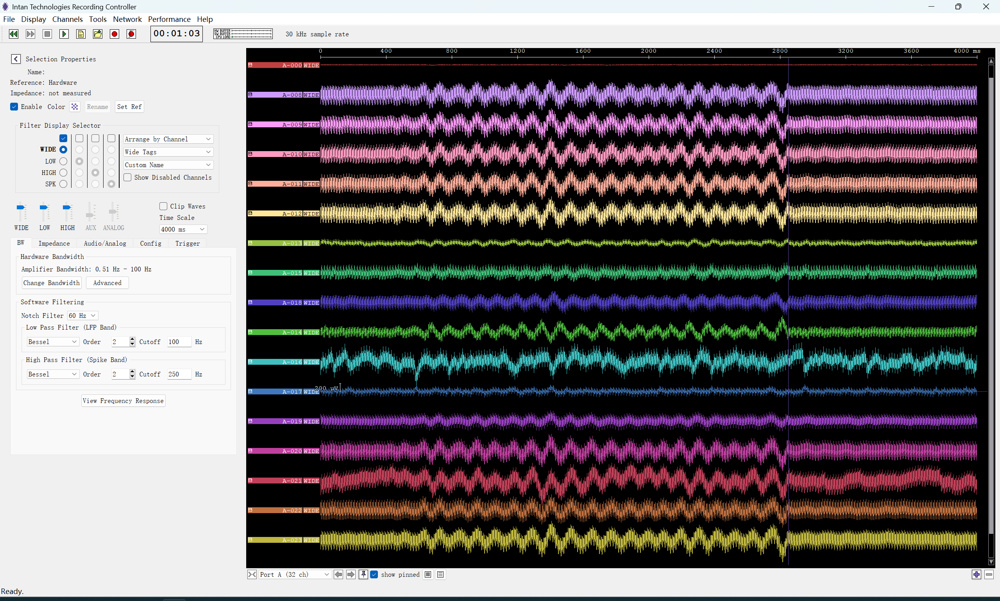 Intan Technologies Recording Controller
File Display Channels Tools Network Performance Help
00:01:03
HW BUFFER
SW BUFFER
CPU LOAD
30 kHz sample rate
Selection Properties
Name:
Reference: Hardware
Impedance: not measured
Enable Color Rename Set Ref
Filter Display Selector
Arrange by Channel
WIDE Wide Tags
LOW Custom Name
HIGH Show Disabled Channels
SPK
Clip Waves
Time Scale
WIDE LOW HIGH AUX ANALOG 4000 ms
BW Impedance Audio/Analog Config Trigger
Hardware Bandwidth
Amplifier Bandwidth: 0.51 Hz - 100 Hz
Change Bandwidth Advanced
Software Filtering
Notch Filter 60 Hz
Low Pass Filter (LFP Band)
Bessel Order 2 Cutoff 100 Hz
High Pass Filter (Spike Band)
Bessel Order 2 Cutoff 250 Hz
View Frequency Response
0 400 800 1200 1600 2000 2400 2800 3200 3600 4000 ms
A-000 WIDE
A-008 WIDE
A-009 WIDE
A-010 WIDE
A-011 WIDE
A-012 WIDE
A-013 WIDE
A-015 WIDE
A-018 WIDE
A-014 WIDE
A-016 WIDE
200 µV
A-017 WIDE
A-019 WIDE
A-020 WIDE
A-021 WIDE
A-022 WIDE
A-023 WIDE
Port A (32 ch) show pinned
Ready.